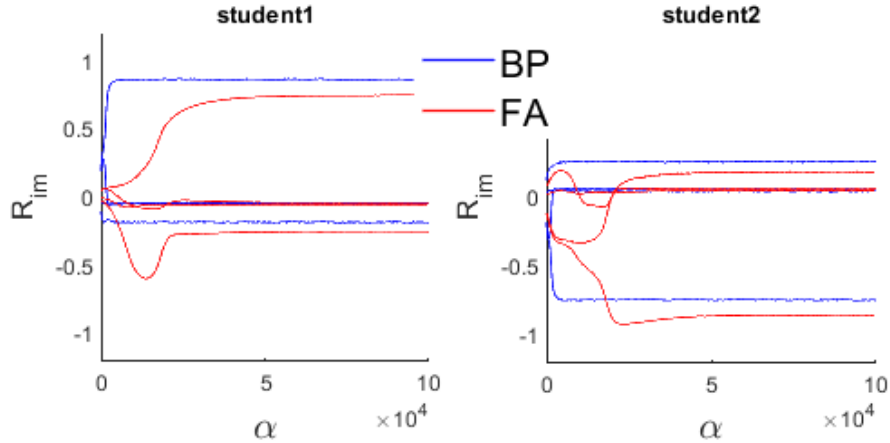 student1
student2
BP
FA
1
0.5
0
-0.5
-1
R_im
0
5
10
×10^4
α
0
-0.5
-1
R_im
0
5
10
×10^4
α